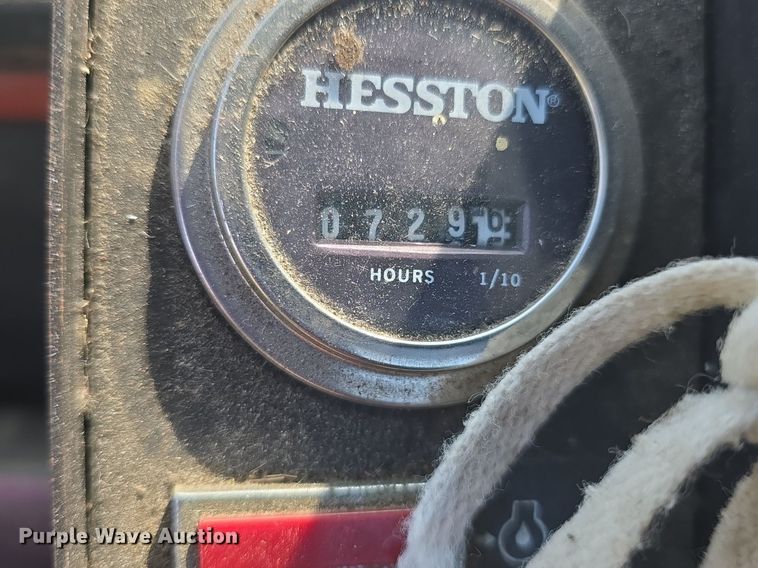 HESSTON®
0729
HOURS 1/10
Purple Wave Auction®